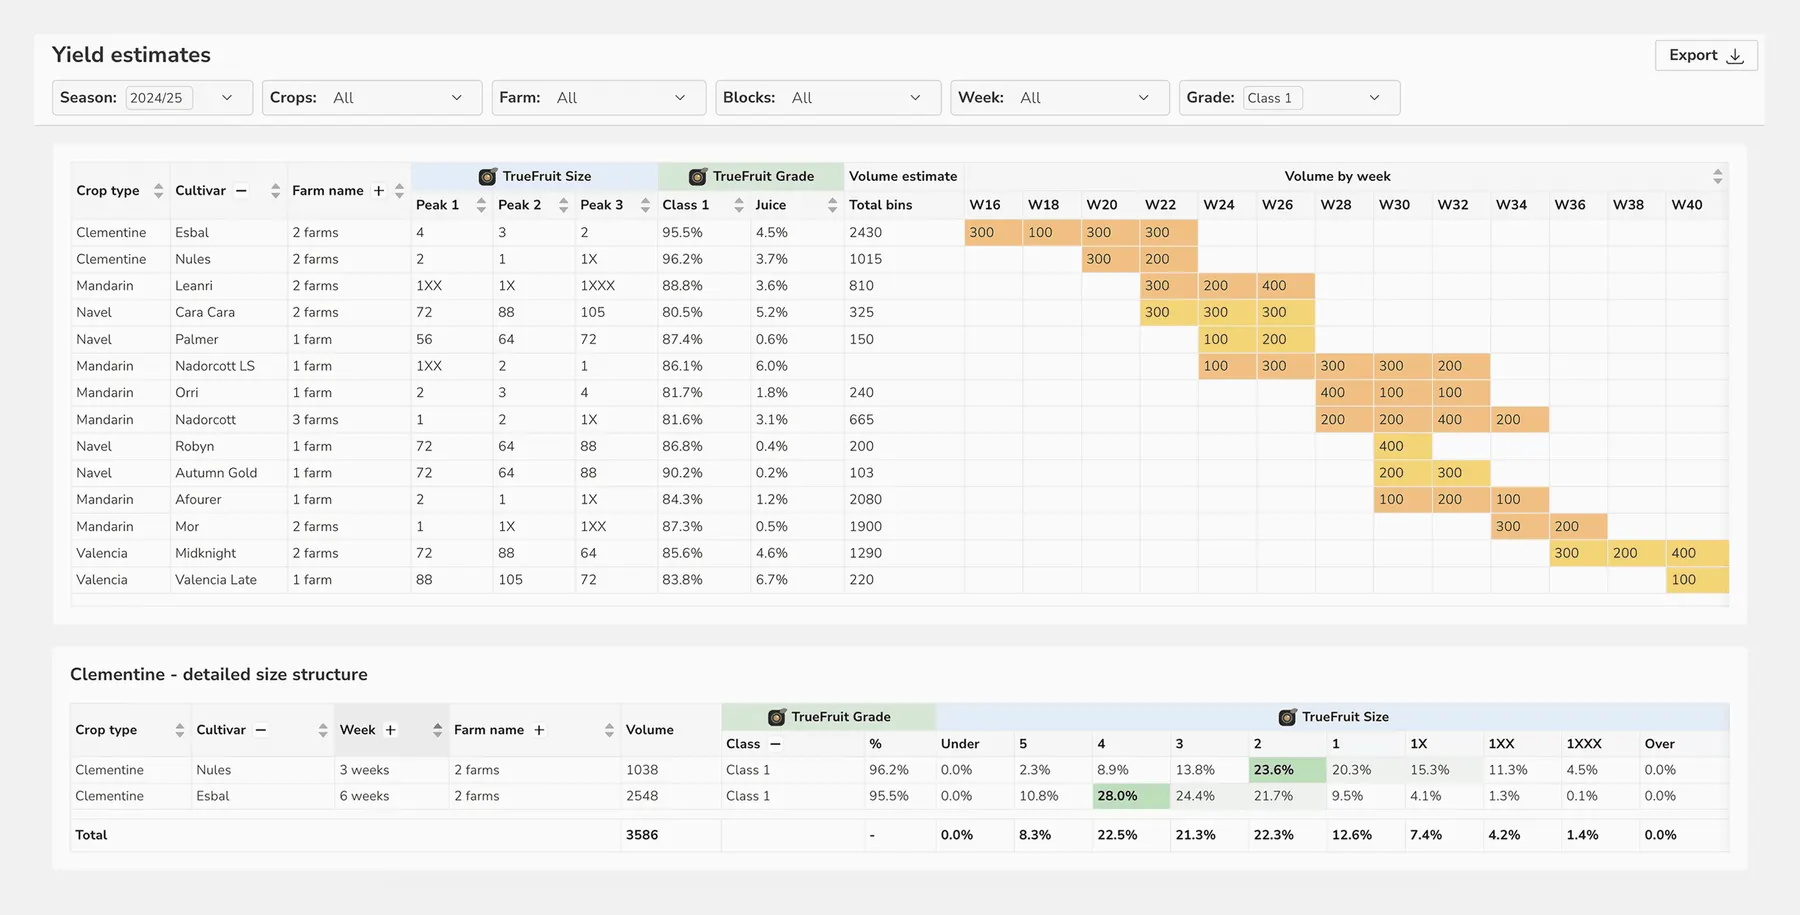 Yield estimates
Export
Season: 2024/25 Crops: All Farm: All Blocks: All Week: All Grade: Class 1
TrueFruit Size TrueFruit Grade Volume estimate Volume by week
Crop type Cultivar − Farm name +
Peak 1 Peak 2 Peak 3 Class 1 Juice Total bins W16 W18 W20 W22 W24 W26 W28 W30 W32 W34 W36 W38 W40
Clementine Esbal 2 farms 4 3 2 95.5% 4.5% 2430 300 100 300 300
Clementine Nules 2 farms 2 1 1X 96.2% 3.7% 1015 300 200
Mandarin Leanri 2 farms 1XX 1X 1XXX 88.8% 3.6% 810 300 200 400
Navel Cara Cara 2 farms 72 88 105 80.5% 5.2% 325 300 300 300
Navel Palmer 1 farm 56 64 72 87.4% 0.6% 150 100 200
Mandarin Nadorcott LS 1 farm 1XX 2 1 86.1% 6.0% 100 300 300 300 200
Mandarin Orri 1 farm 2 3 4 81.7% 1.8% 240 400 100 100
Mandarin Nadorcott 3 farms 1 2 1X 81.6% 3.1% 665 200 200 400 200
Navel Robyn 1 farm 72 64 88 86.8% 0.4% 200 400
Navel Autumn Gold 1 farm 72 64 88 90.2% 0.2% 103 200 300
Mandarin Afourer 1 farm 2 1 1X 84.3% 1.2% 2080 100 200 100
Mandarin Mor 2 farms 1 1X 1XX 87.3% 0.5% 1900 300 200
Valencia Midknight 2 farms 72 88 64 85.6% 4.6% 1290 300 200 400
Valencia Valencia Late 1 farm 88 105 72 83.8% 6.7% 220 100
Clementine - detailed size structure
TrueFruit Grade TrueFruit Size
Crop type Cultivar − Week + Farm name + Volume
Class − % Under 5 4 3 2 1 1X 1XX 1XXX Over
Clementine Nules 3 weeks 2 farms 1038 Class 1 96.2% 0.0% 2.3% 8.9% 13.8% 23.6% 20.3% 15.3% 11.3% 4.5% 0.0%
Clementine Esbal 6 weeks 2 farms 2548 Class 1 95.5% 0.0% 10.8% 28.0% 24.4% 21.7% 9.5% 4.1% 1.3% 0.1% 0.0%
Total 3586 - 0.0% 8.3% 22.5% 21.3% 22.3% 12.6% 7.4% 4.2% 1.4% 0.0%